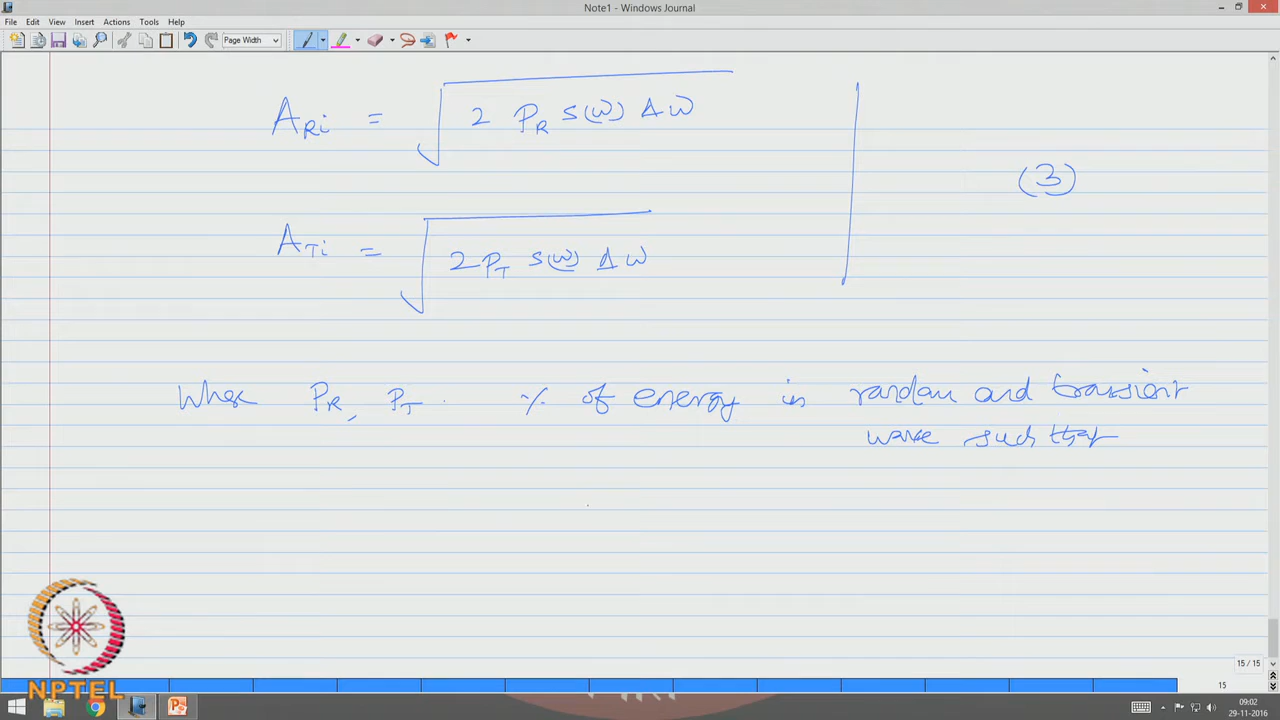 Note1 - Windows Journal
File Edit View Insert Actions Tools Help
Page Width
A_Ri = √(2 P_R S(ω) Δω)
(3)
A_Ti = √(2P_T S(ω) Δω)
Where P_R, P_T . % of energy in random and transient
wave such that
15 / 15
15
NPTEL
09:02
29-11-2016